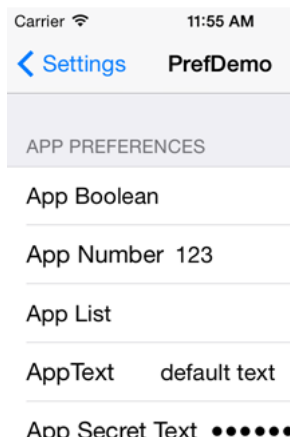 Carrier 11:55 AM
Settings PrefDemo
APP PREFERENCES
App Boolean
App Number 123
App List
AppText default text
App Secret Text ••••••